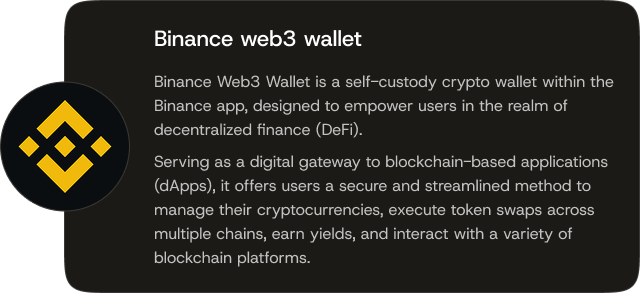 Binance web3 wallet
Binance Web3 Wallet is a self-custody crypto wallet within the
Binance app, designed to empower users in the realm of
decentralized finance (DeFi).
Serving as a digital gateway to blockchain-based applications
(dApps), it offers users a secure and streamlined method to
manage their cryptocurrencies, execute token swaps across
multiple chains, earn yields, and interact with a variety of
blockchain platforms.